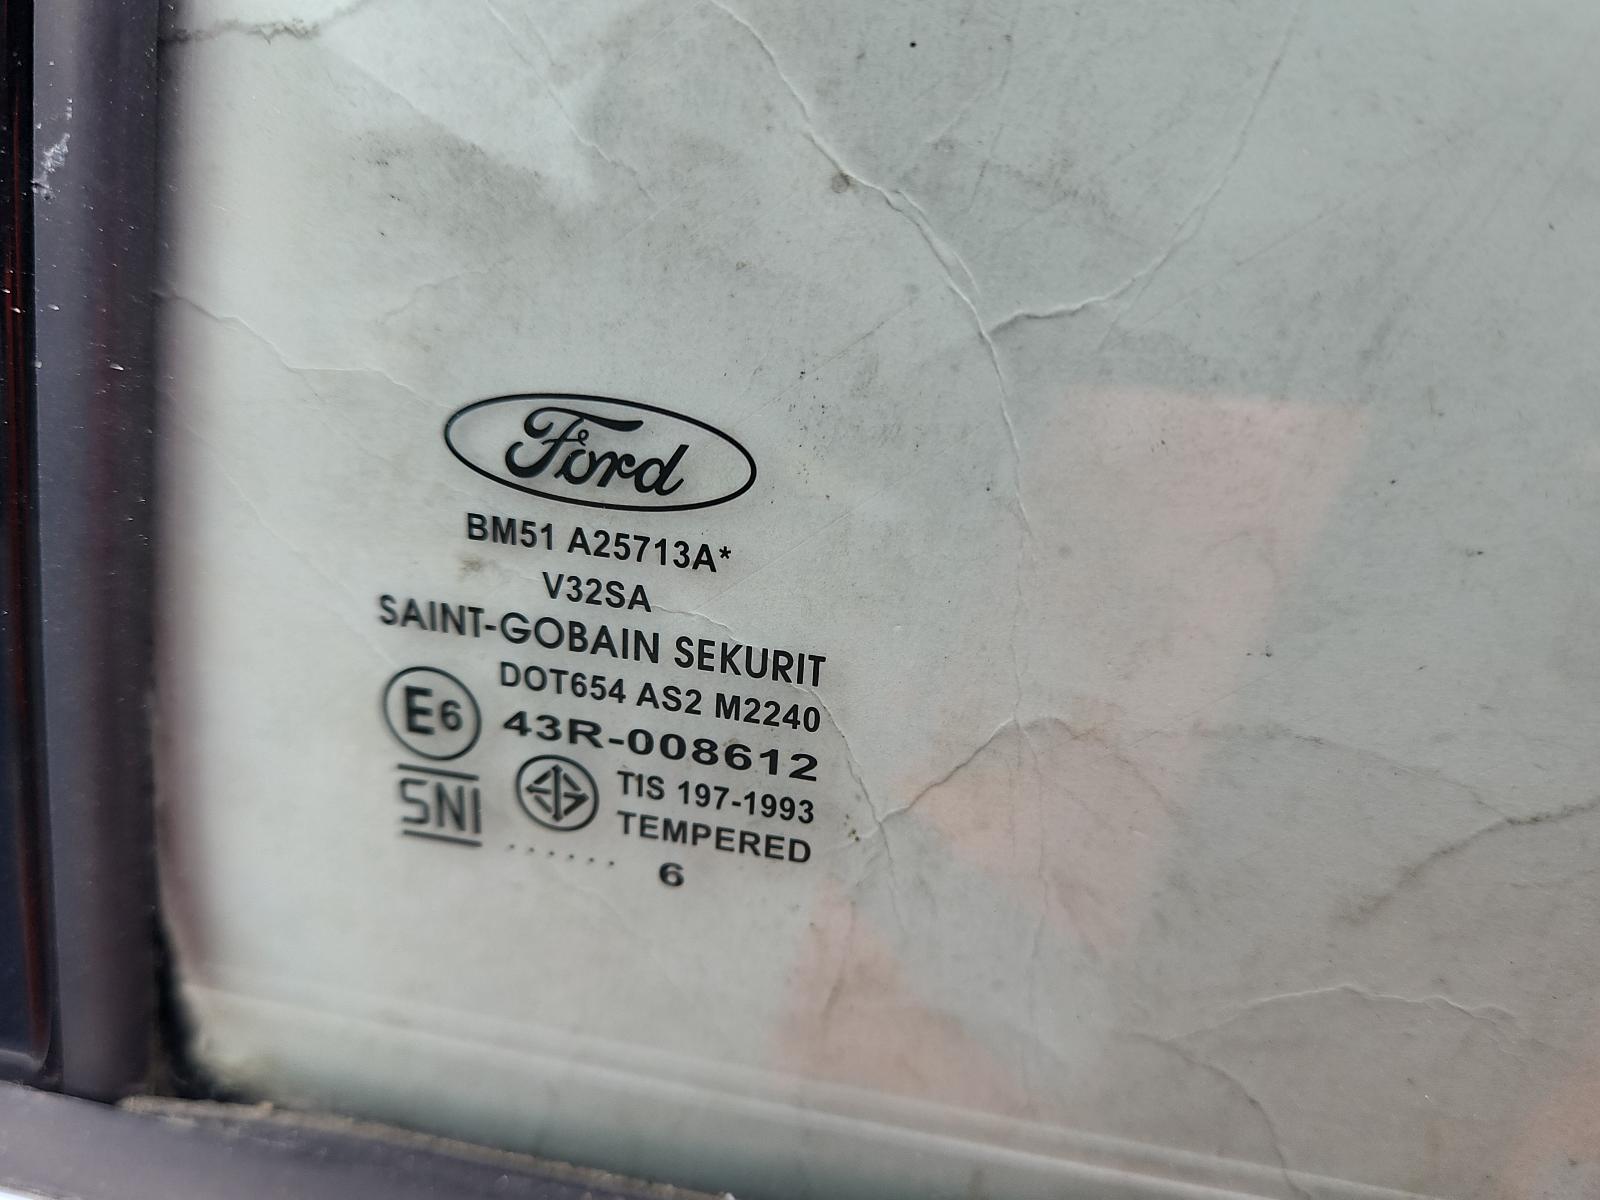 Ford
BM51 A25713A*
V32SA
SAINT-GOBAIN SEKURIT
DOT654 AS2 M2240
E6 43R-008612
SNI TIS 197-1993
TEMPERED
...... 6